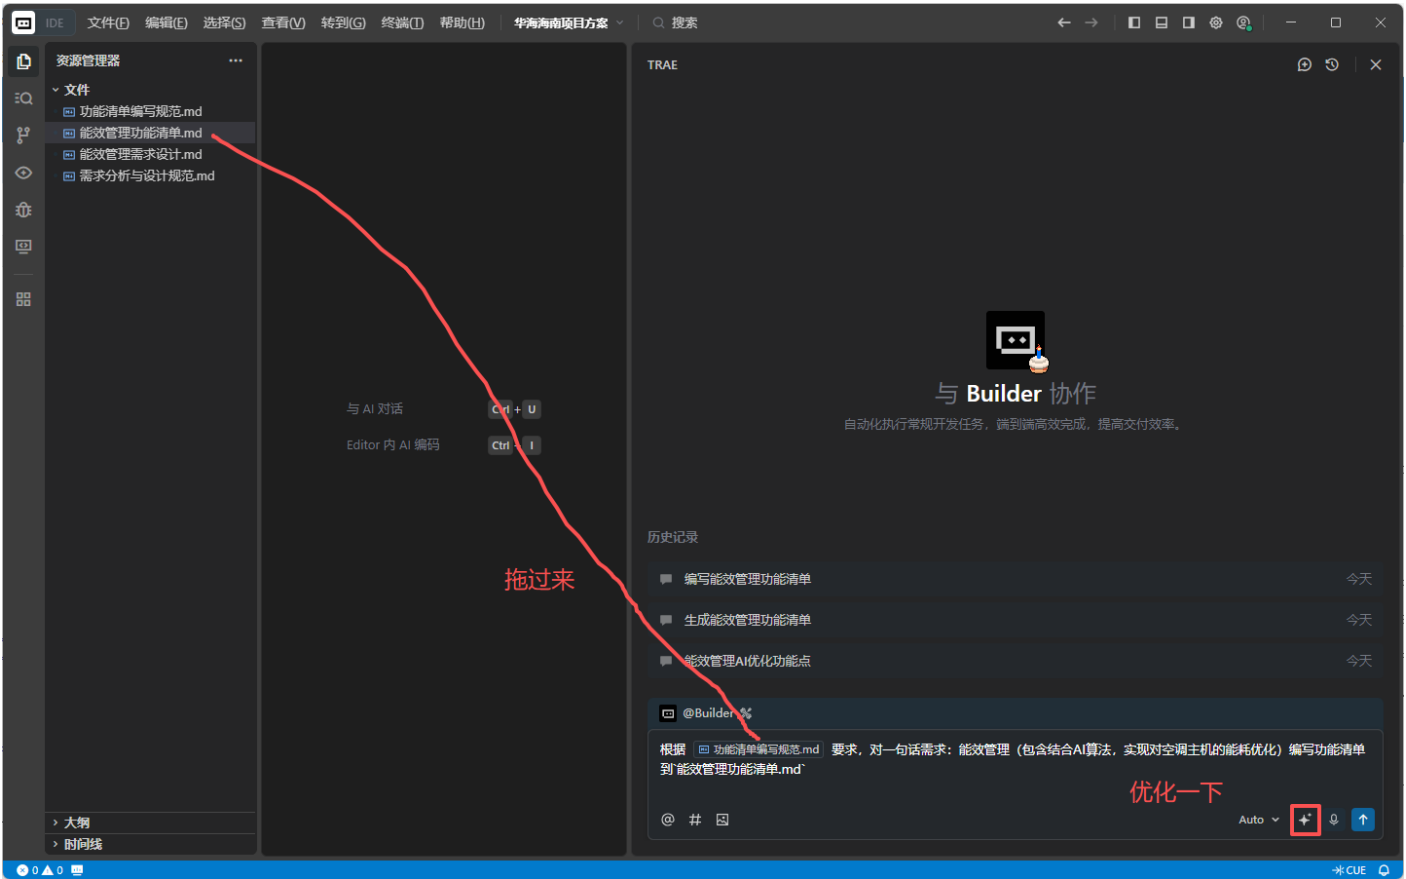 IDE 文件(F) 编辑(E) 选择(S) 查看(V) 转到(G) 终端(T) 帮助(H) 华海海南项目方案 搜索
资源管理器 ···
文件
功能清单编写规范.md
能效管理功能清单.md
能效管理需求设计.md
需求分析与设计规范.md
大纲
时间线
与 AI 对话 Ctrl + U
Editor 内 AI 编码 Ctrl + I
拖过来
TRAE
与 Builder 协作
自动化执行常规开发任务，端到端高效完成，提高交付效率。
历史记录
编写能效管理功能清单 今天
生成能效管理功能清单 今天
能效管理AI优化功能点 今天
@Builder
根据 功能清单编写规范.md 要求，对一句话需求：能效管理（包含结合AI算法，实现对空调主机的能耗优化）编写功能清单
到`能效管理功能清单.md`
优化一下
@ # Auto
0 0 CUE